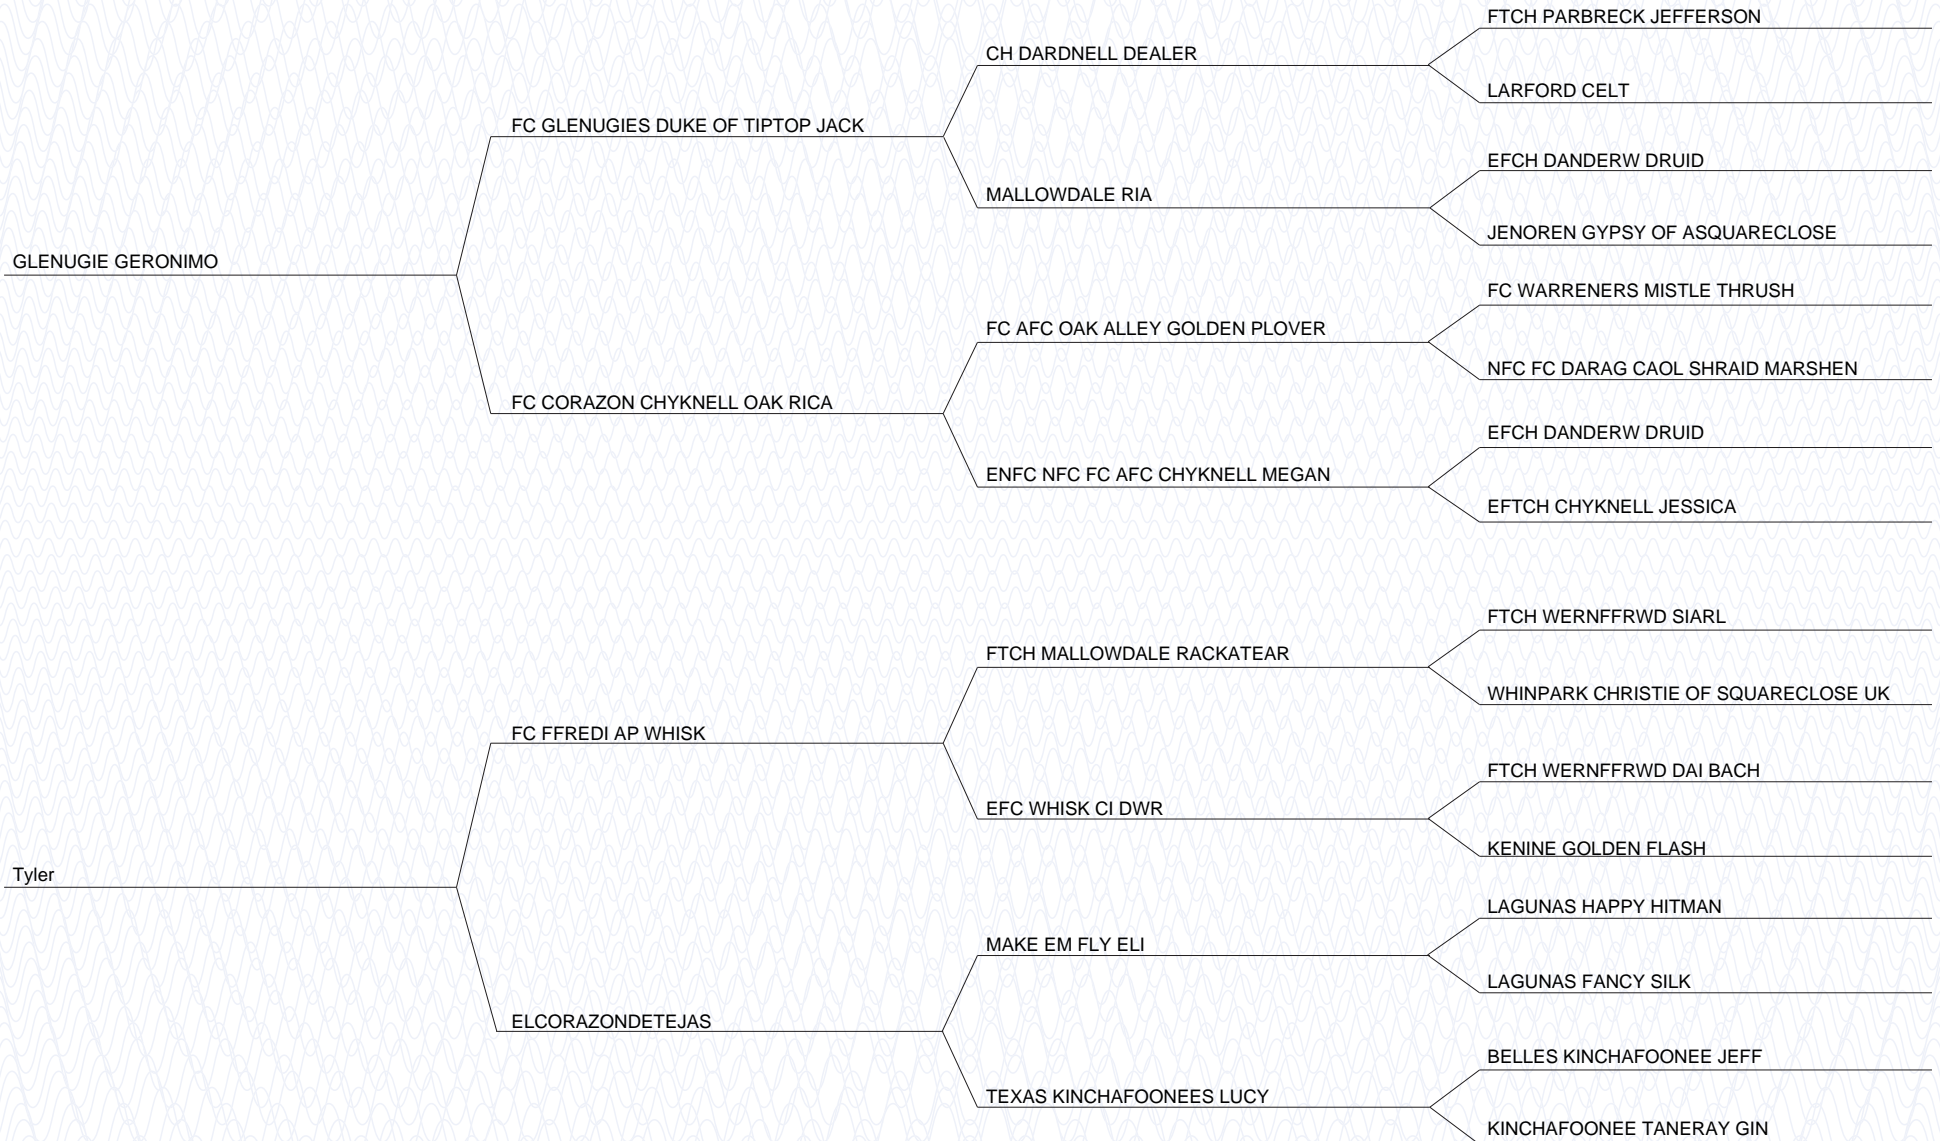 FTCH PARBRECK JEFFERSON
CH DARDNELL DEALER
LARFORD CELT
FC GLENUGIES DUKE OF TIPTOP JACK
EFCH DANDERW DRUID
MALLOWDALE RIA
JENOREN GYPSY OF ASQUARECLOSE
GLENUGIE GERONIMO
FC WARRENERS MISTLE THRUSH
FC AFC OAK ALLEY GOLDEN PLOVER
NFC FC DARAG CAOL SHRAID MARSHEN
FC CORAZON CHYKNELL OAK RICA
EFCH DANDERW DRUID
ENFC NFC FC AFC CHYKNELL MEGAN
EFTCH CHYKNELL JESSICA
FTCH WERNFFRWD SIARL
FTCH MALLOWDALE RACKATEAR
WHINPARK CHRISTIE OF SQUARECLOSE UK
FC FFREDI AP WHISK
FTCH WERNFFRWD DAI BACH
EFC WHISK CI DWR
KENINE GOLDEN FLASH
Tyler
LAGUNAS HAPPY HITMAN
MAKE EM FLY ELI
LAGUNAS FANCY SILK
ELCORAZONDETEJAS
BELLES KINCHAFOONEE JEFF
TEXAS KINCHAFOONEES LUCY
KINCHAFOONEE TANERAY GIN